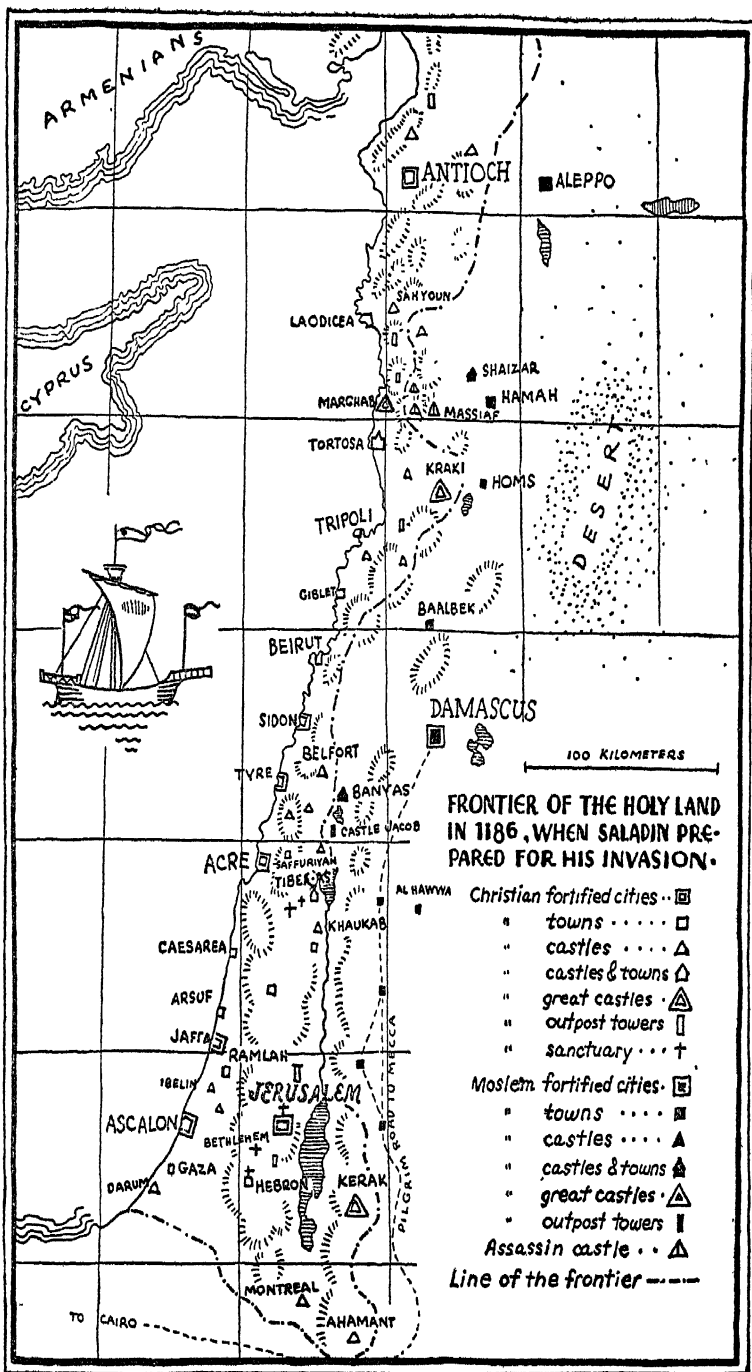 ARMENIANS
ANTIOCH
ALEPPO
SAHYOUN
LAODICEA
CYPRUS
SHAIZAR
HAMAH
MARGHAB
MASSIAF
TORTOSA
KRAKI
HOMS
DESERT
TRIPOLI
GIBLET
BAALBEK
BEIRUT
SIDON
DAMASCUS
BELFORT
TYRE
BANYAS
CASTLE JACOB
ACRE
SAFFURIYAH
TIBERIAS
AL HAWWA
KHAUKAB
CAESAREA
ARSUF
JAFFA
RAMLAH
IBELIN
JERUSALEM
ASCALON
BETHLEHEM
GAZA
DARUM
HEBRON
KERAK
PILGRIM ROAD TO MECCA
MONTREAL
TO CAIRO
AHAMANT
100 KILOMETERS
FRONTIER OF THE HOLY LAND
IN 1186, WHEN SALADIN PRE-
PARED FOR HIS INVASION.
Christian fortified cities ..
" towns .....
" castles ....
" castles & towns
" great castles .
" outpost towers
" sanctuary ...
Moslem fortified cities .
" towns ....
" castles ....
" castles & towns
" great castles .
" outpost towers
Assassin castle ..
Line of the frontier